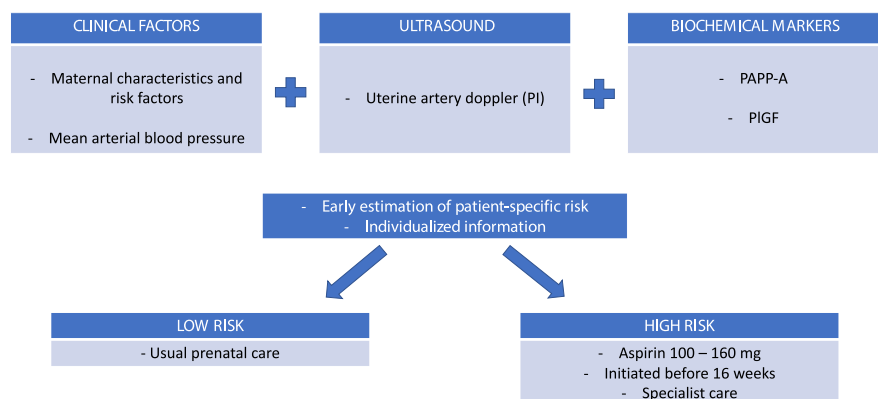 CLINICAL FACTORS
- Maternal characteristics and
risk factors
- Mean arterial blood pressure
ULTRASOUND
- Uterine artery doppler (PI)
BIOCHEMICAL MARKERS
- PAPP-A
- PlGF
- Early estimation of patient-specific risk
- Individualized information
LOW RISK
- Usual prenatal care
HIGH RISK
- Aspirin 100 – 160 mg
- Initiated before 16 weeks
- Specialist care